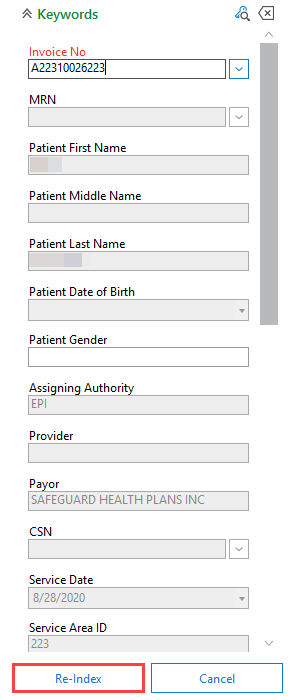 Keywords
Invoice No
A22310026223
MRN
Patient First Name
Patient Middle Name
Patient Last Name
Patient Date of Birth
Patient Gender
Assigning Authority
EPI
Provider
Payor
SAFEGUARD HEALTH PLANS INC
CSN
Service Date
8/28/2020
Service Area ID
223
Re-Index
Cancel